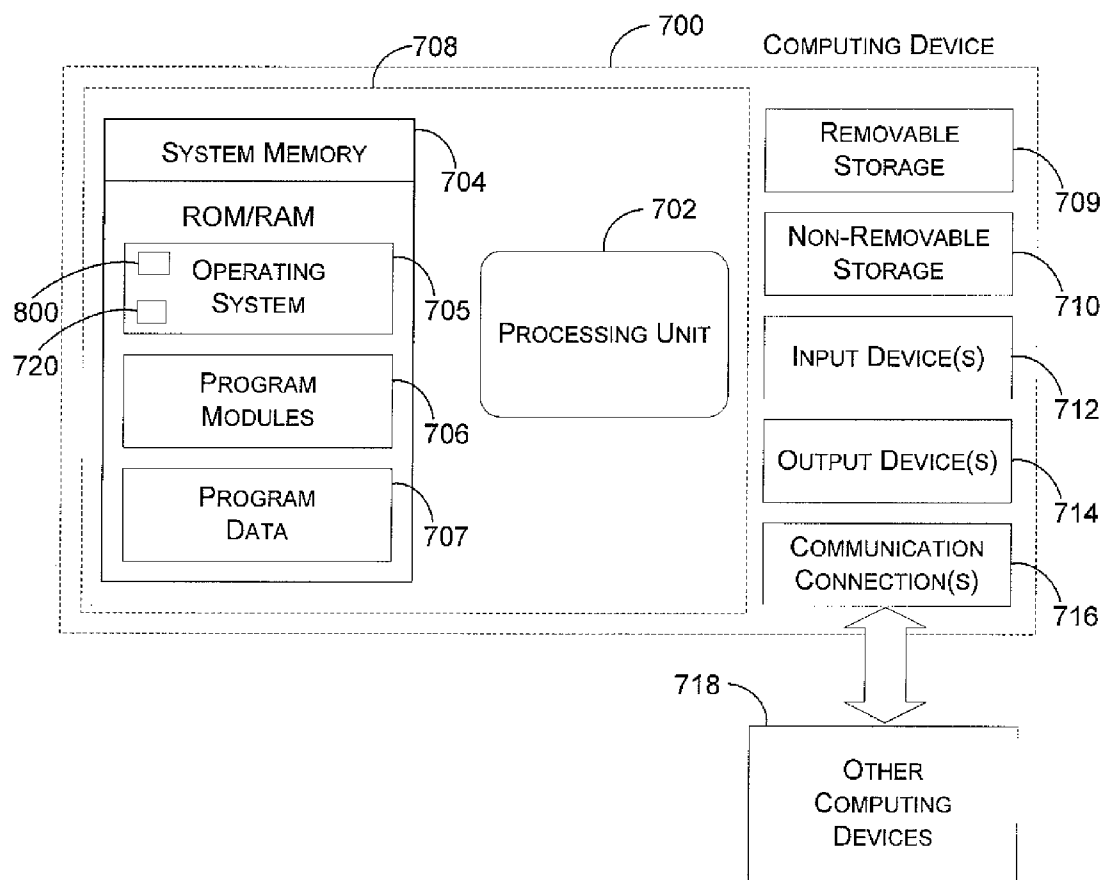 700
COMPUTING DEVICE
708
SYSTEM MEMORY
704
ROM/RAM
OPERATING
SYSTEM
705
800
720
PROGRAM
MODULES
706
PROGRAM
DATA
707
702
PROCESSING UNIT
REMOVABLE
STORAGE
709
NON-REMOVABLE
STORAGE
710
INPUT DEVICE(S)
712
OUTPUT DEVICE(S)
714
COMMUNICATION
CONNECTION(S)
716
718
OTHER
COMPUTING
DEVICES